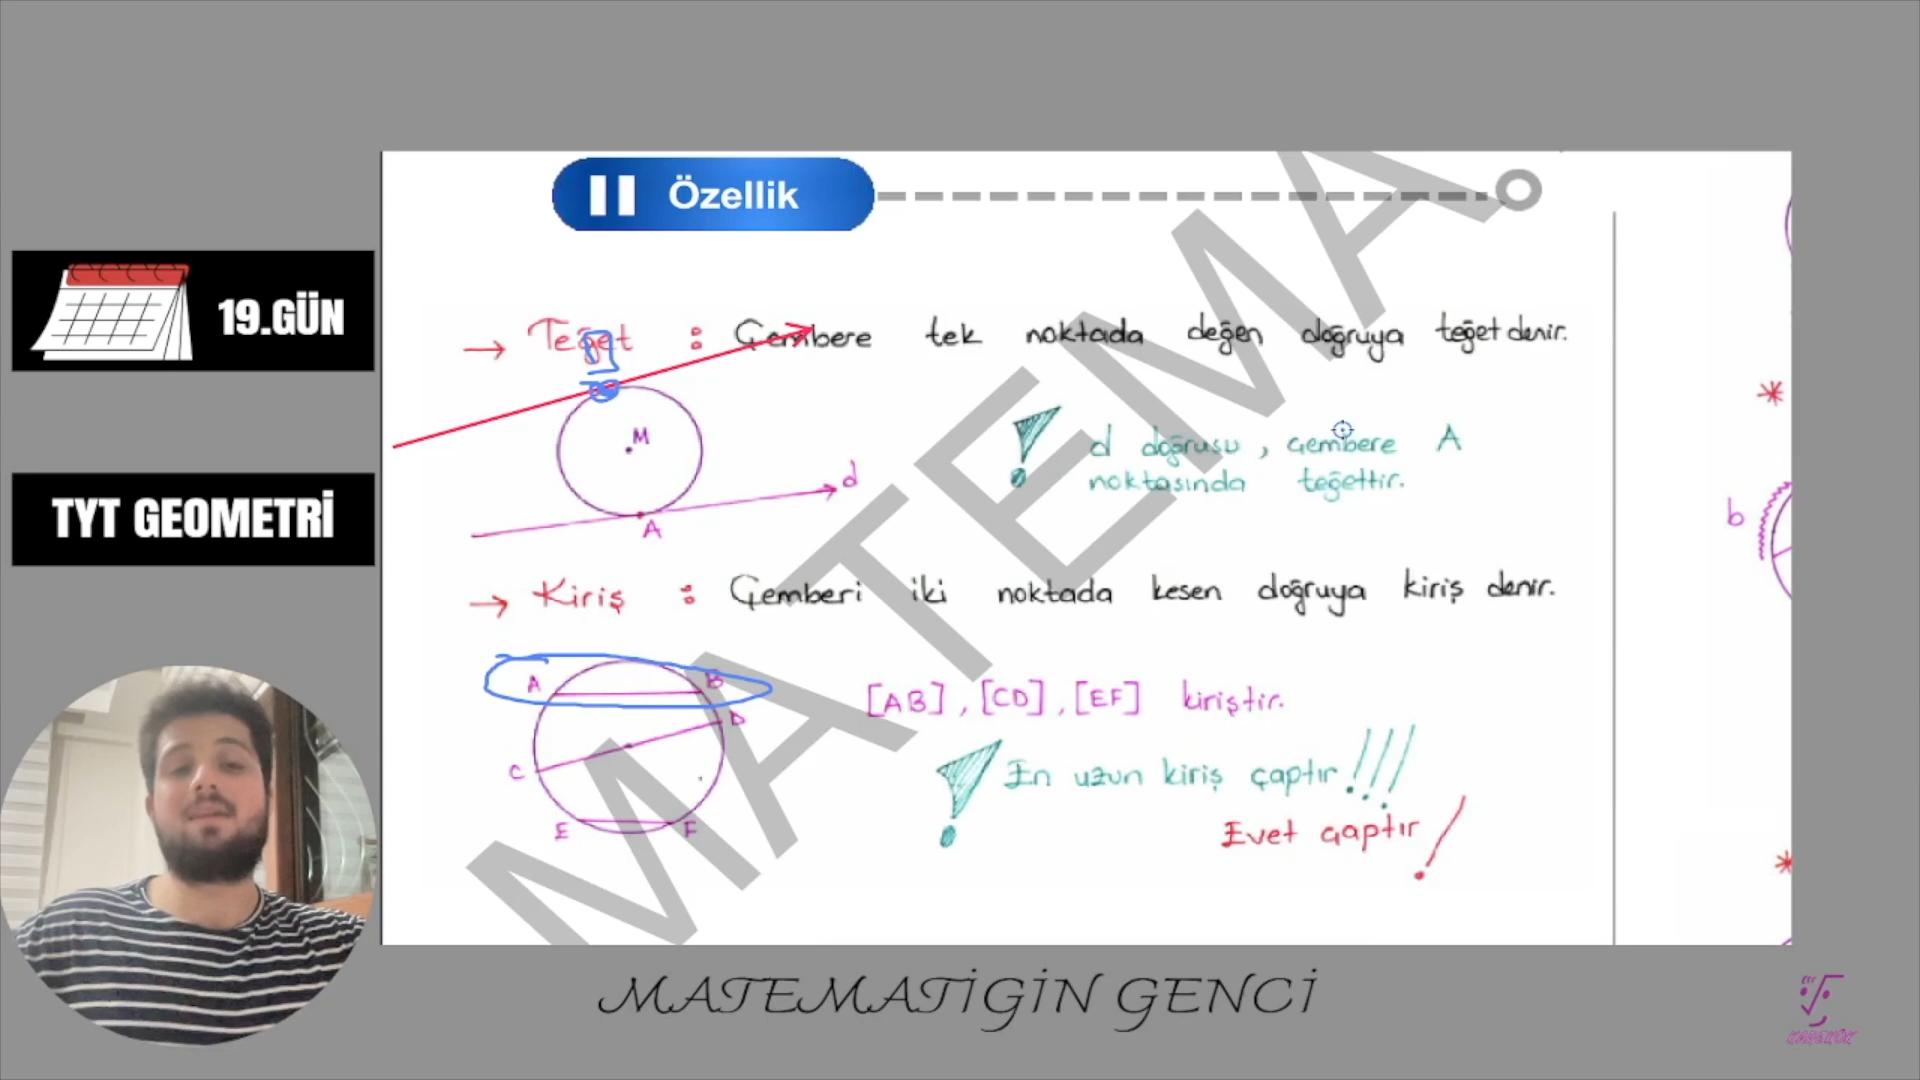 Özellik
19.GÜN
TYT GEOMETRİ
→ Teğet : Çembere tek noktada değen doğruya teğet denir.
M
d
A
! d doğrusu, çembere A
noktasında teğettir.
b
→ Kiriş : Çemberi iki noktada kesen doğruya kiriş denir.
A B
D
C
E F
[AB], [CD], [EF] kiriştir.
! En uzun kiriş çaptır!!!
Evet çaptır!
MATEMA
MATEMATİGİN GENCİ
KAREKÖK